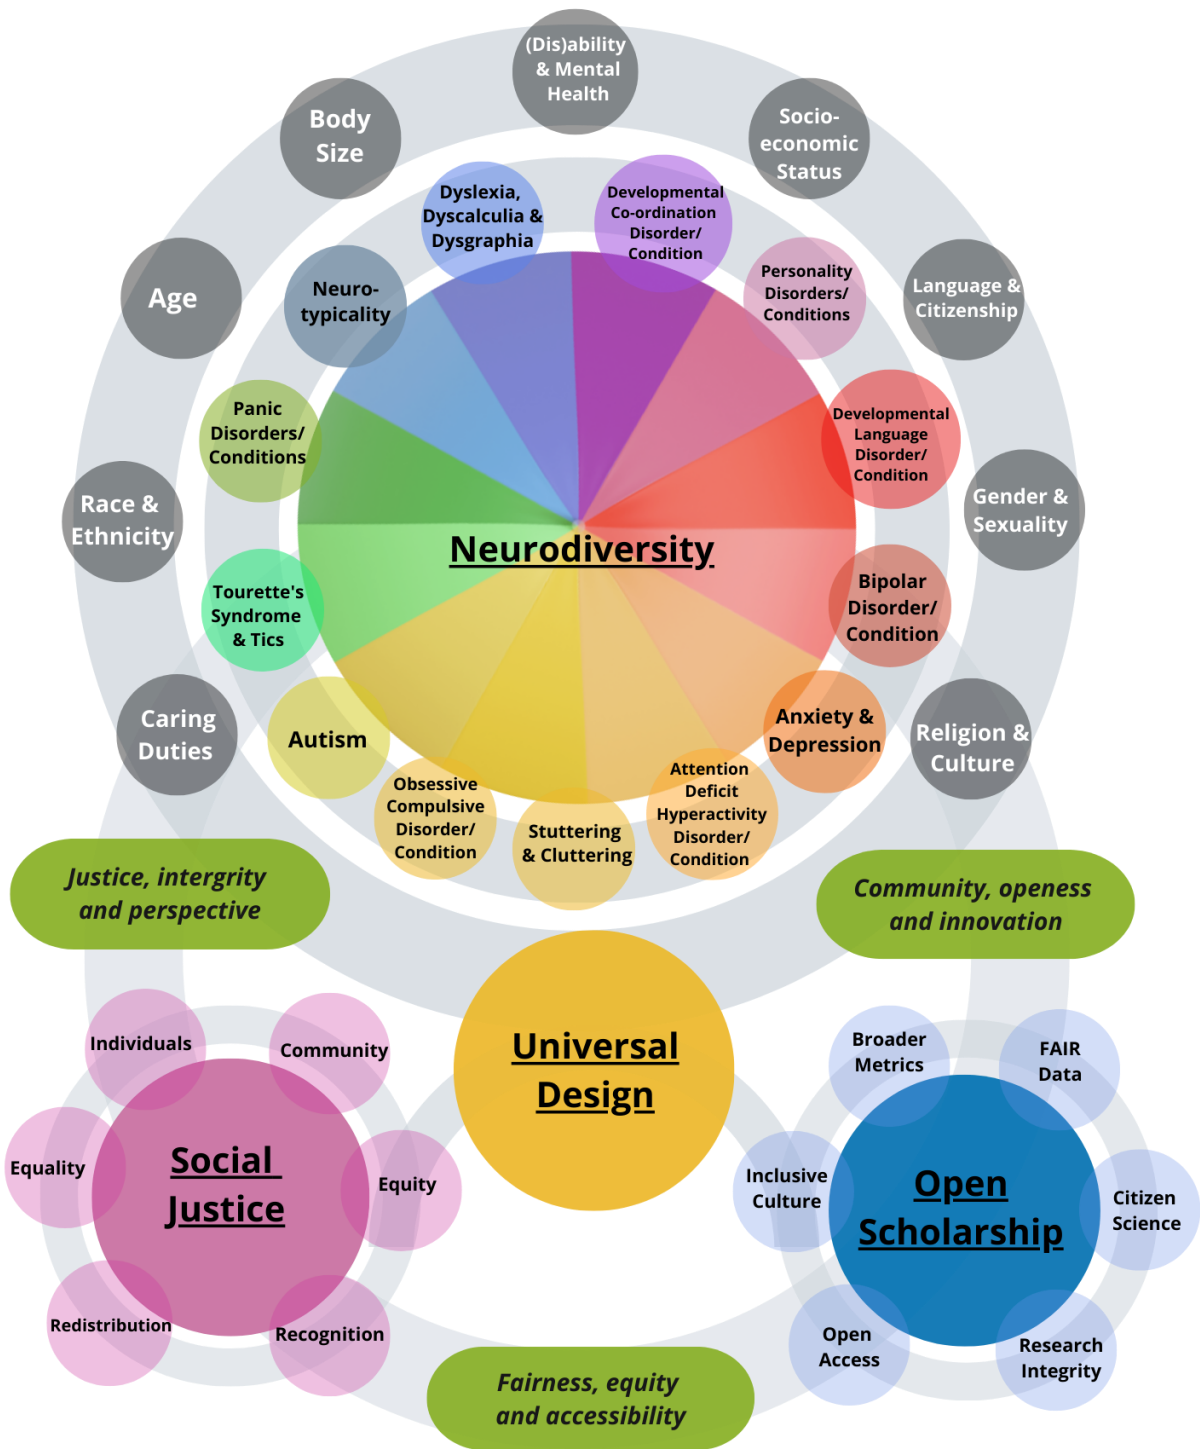 (Dis)ability
& Mental
Health
Body
Size
Socio-
economic
Status
Dyslexia,
Dyscalculia &
Dysgraphia
Developmental
Co-ordination
Disorder/
Condition
Age
Neuro-
typicality
Personality
Disorders/
Conditions
Language &
Citizenship
Panic
Disorders/
Conditions
Developmental
Language
Disorder/
Condition
Race &
Ethnicity
Gender &
Sexuality
Neurodiversity
Tourette's
Syndrome
& Tics
Bipolar
Disorder/
Condition
Caring
Duties
Autism
Anxiety &
Depression
Religion &
Culture
Obsessive
Compulsive
Disorder/
Condition
Stuttering
& Cluttering
Attention
Deficit
Hyperactivity
Disorder/
Condition
Justice, intergrity
and perspective
Community, openess
and innovation
Universal
Design
Individuals
Community
Equality
Social
Justice
Equity
Redistribution
Recognition
Broader
Metrics
FAIR
Data
Inclusive
Culture
Open
Scholarship
Citizen
Science
Open
Access
Research
Integrity
Fairness, equity
and accessibility